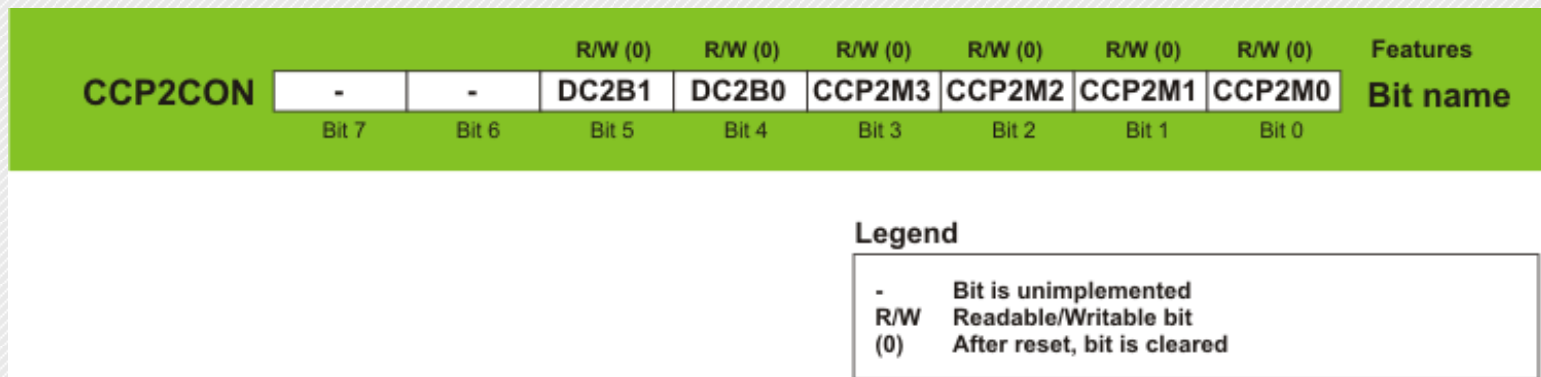 R/W (0) R/W (0) R/W (0) R/W (0) R/W (0) R/W (0) Features
CCP2CON - - DC2B1 DC2B0 CCP2M3 CCP2M2 CCP2M1 CCP2M0 Bit name
Bit 7 Bit 6 Bit 5 Bit 4 Bit 3 Bit 2 Bit 1 Bit 0
Legend
- Bit is unimplemented
R/W Readable/Writable bit
(0) After reset, bit is cleared